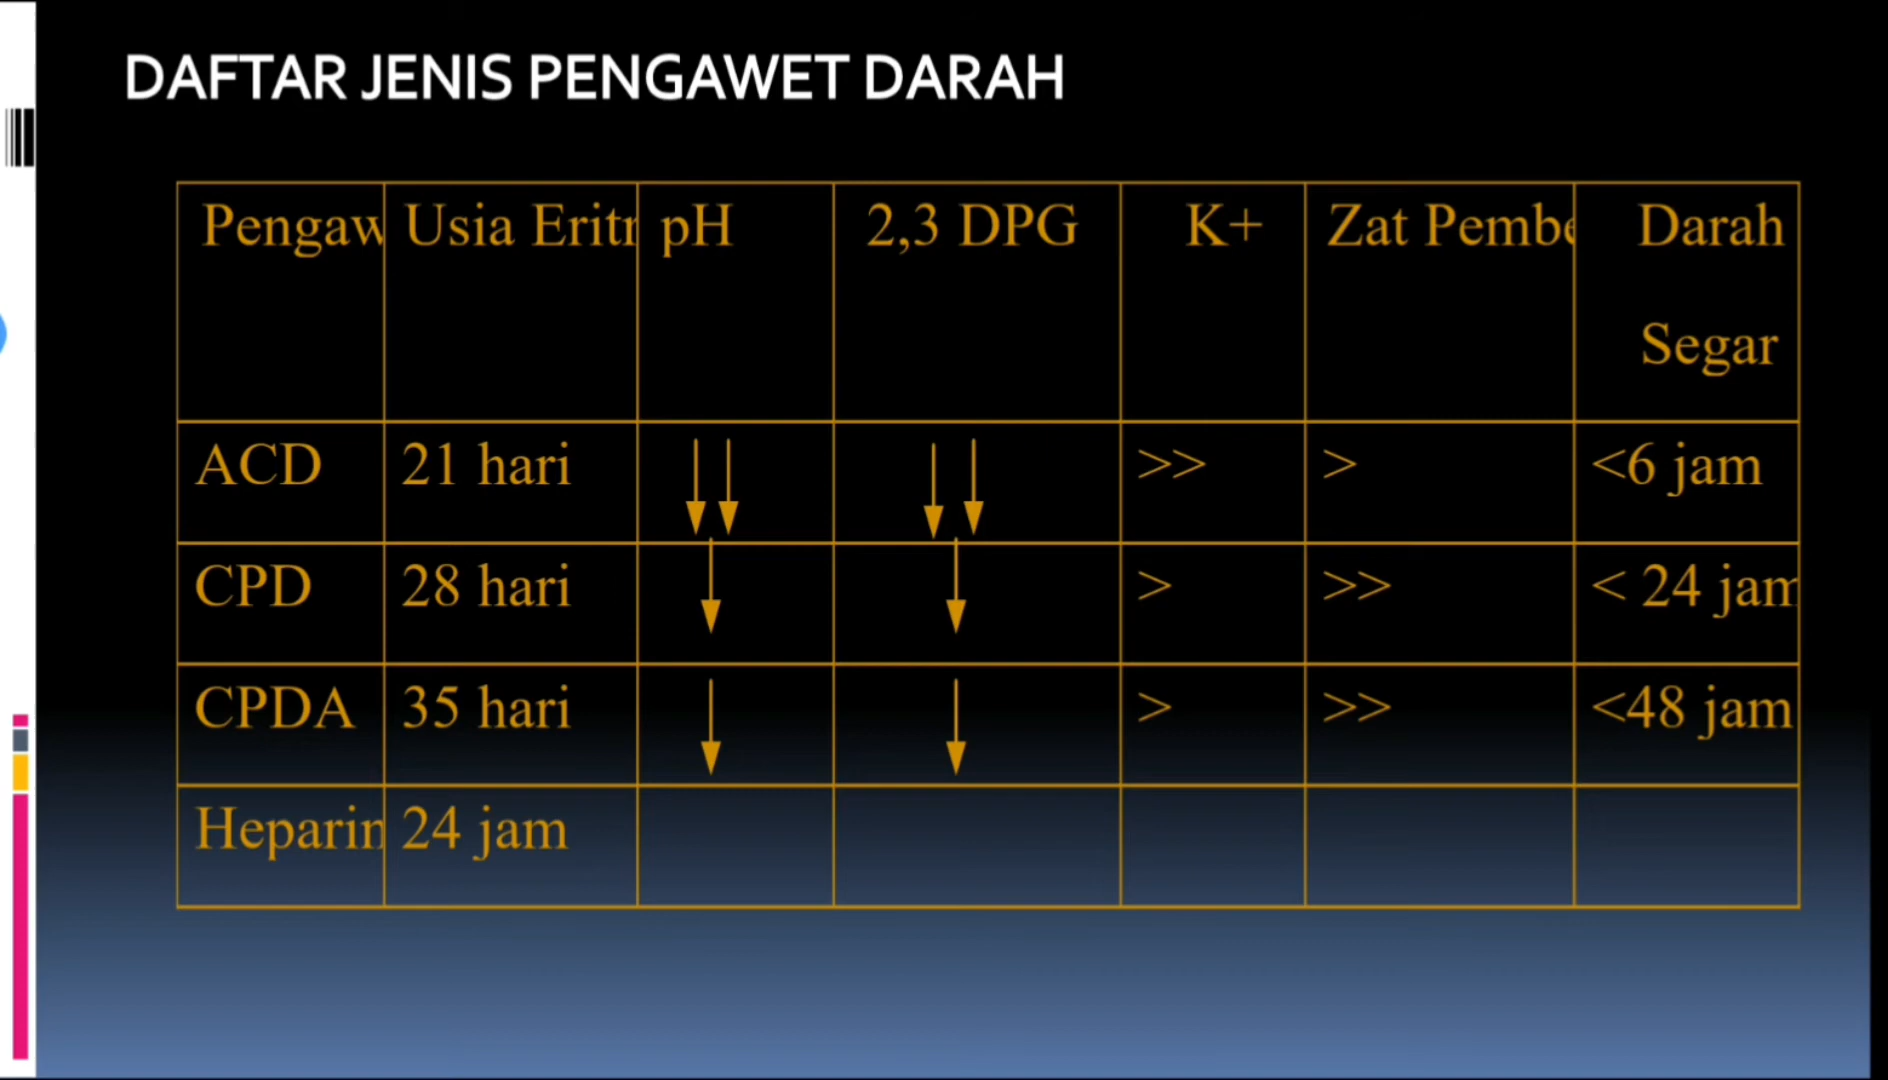 DAFTAR JENIS PENGAWET DARAH
Pengaw Usia Eritr pH 2,3 DPG K+ Zat Pembe Darah
Segar
ACD 21 hari >> > <6 jam
CPD 28 hari > >> < 24 jam
CPDA 35 hari > >> <48 jam
Heparin 24 jam